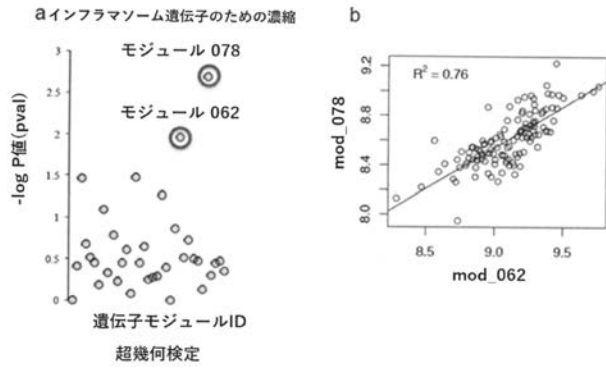 a インフラマソーム遺伝子のための濃縮
モジュール 078
モジュール 062
-log P値(pval)
3
2.5
2
1.5
1
0.5
0
遺伝子モジュールID
超幾何検定
b
R² = 0.76
mod_078
9.2
8.8
8.4
8.0
8.5
9.0
9.5
mod_062